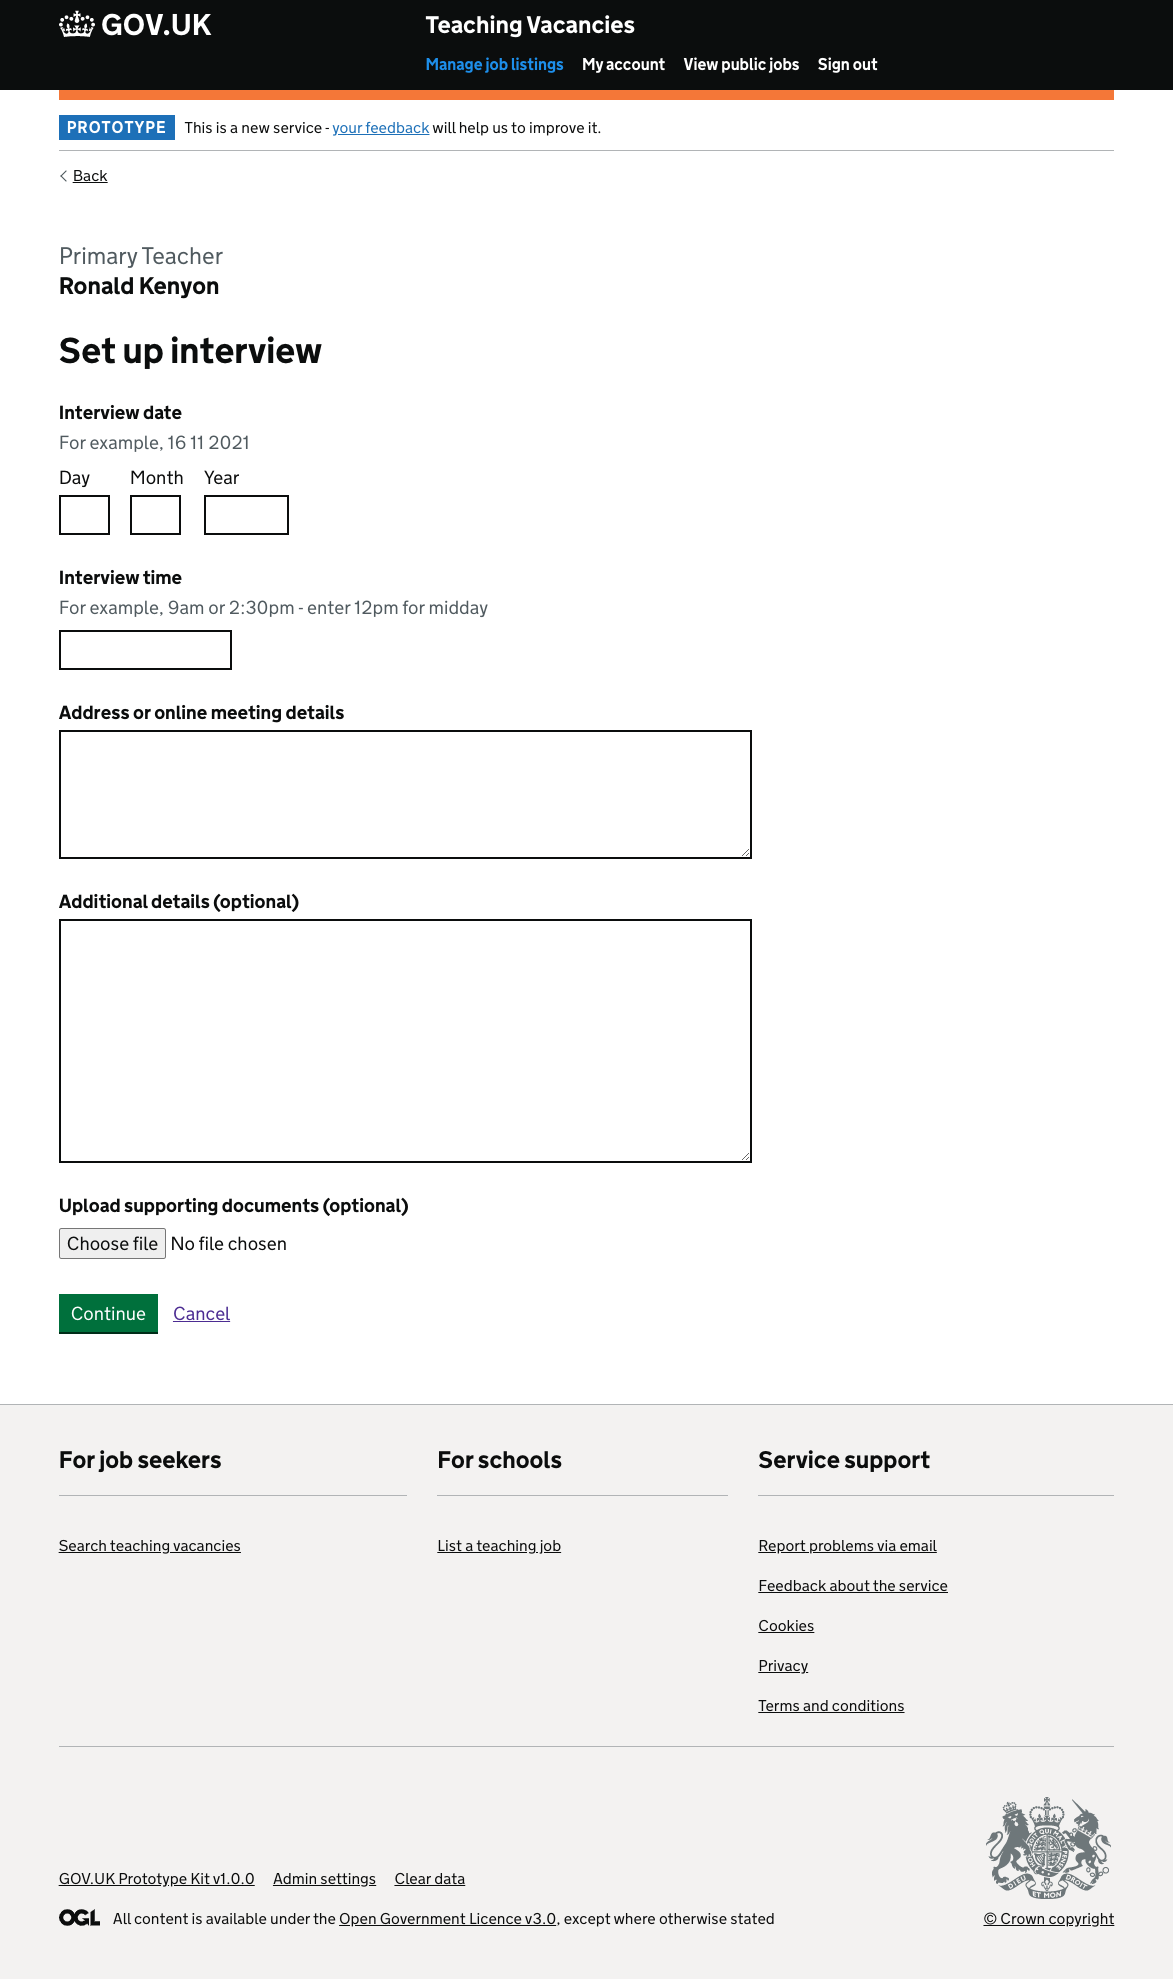 GOV.UK
Teaching Vacancies
Manage job listings My account View public jobs Sign out
PROTOTYPE This is a new service - your feedback will help us to improve it.
Back
Primary Teacher
Ronald Kenyon
Set up interview
Interview date
For example, 16 11 2021
Day Month Year
Interview time
For example, 9am or 2:30pm - enter 12pm for midday
Address or online meeting details
Additional details (optional)
Upload supporting documents (optional)
Choose file No file chosen
Continue Cancel
For job seekers
Search teaching vacancies
For schools
List a teaching job
Service support
Report problems via email
Feedback about the service
Cookies
Privacy
Terms and conditions
GOV.UK Prototype Kit v1.0.0 Admin settings Clear data
OGL All content is available under the Open Government Licence v3.0, except where otherwise stated
DIEU ET MON DROIT
© Crown copyright